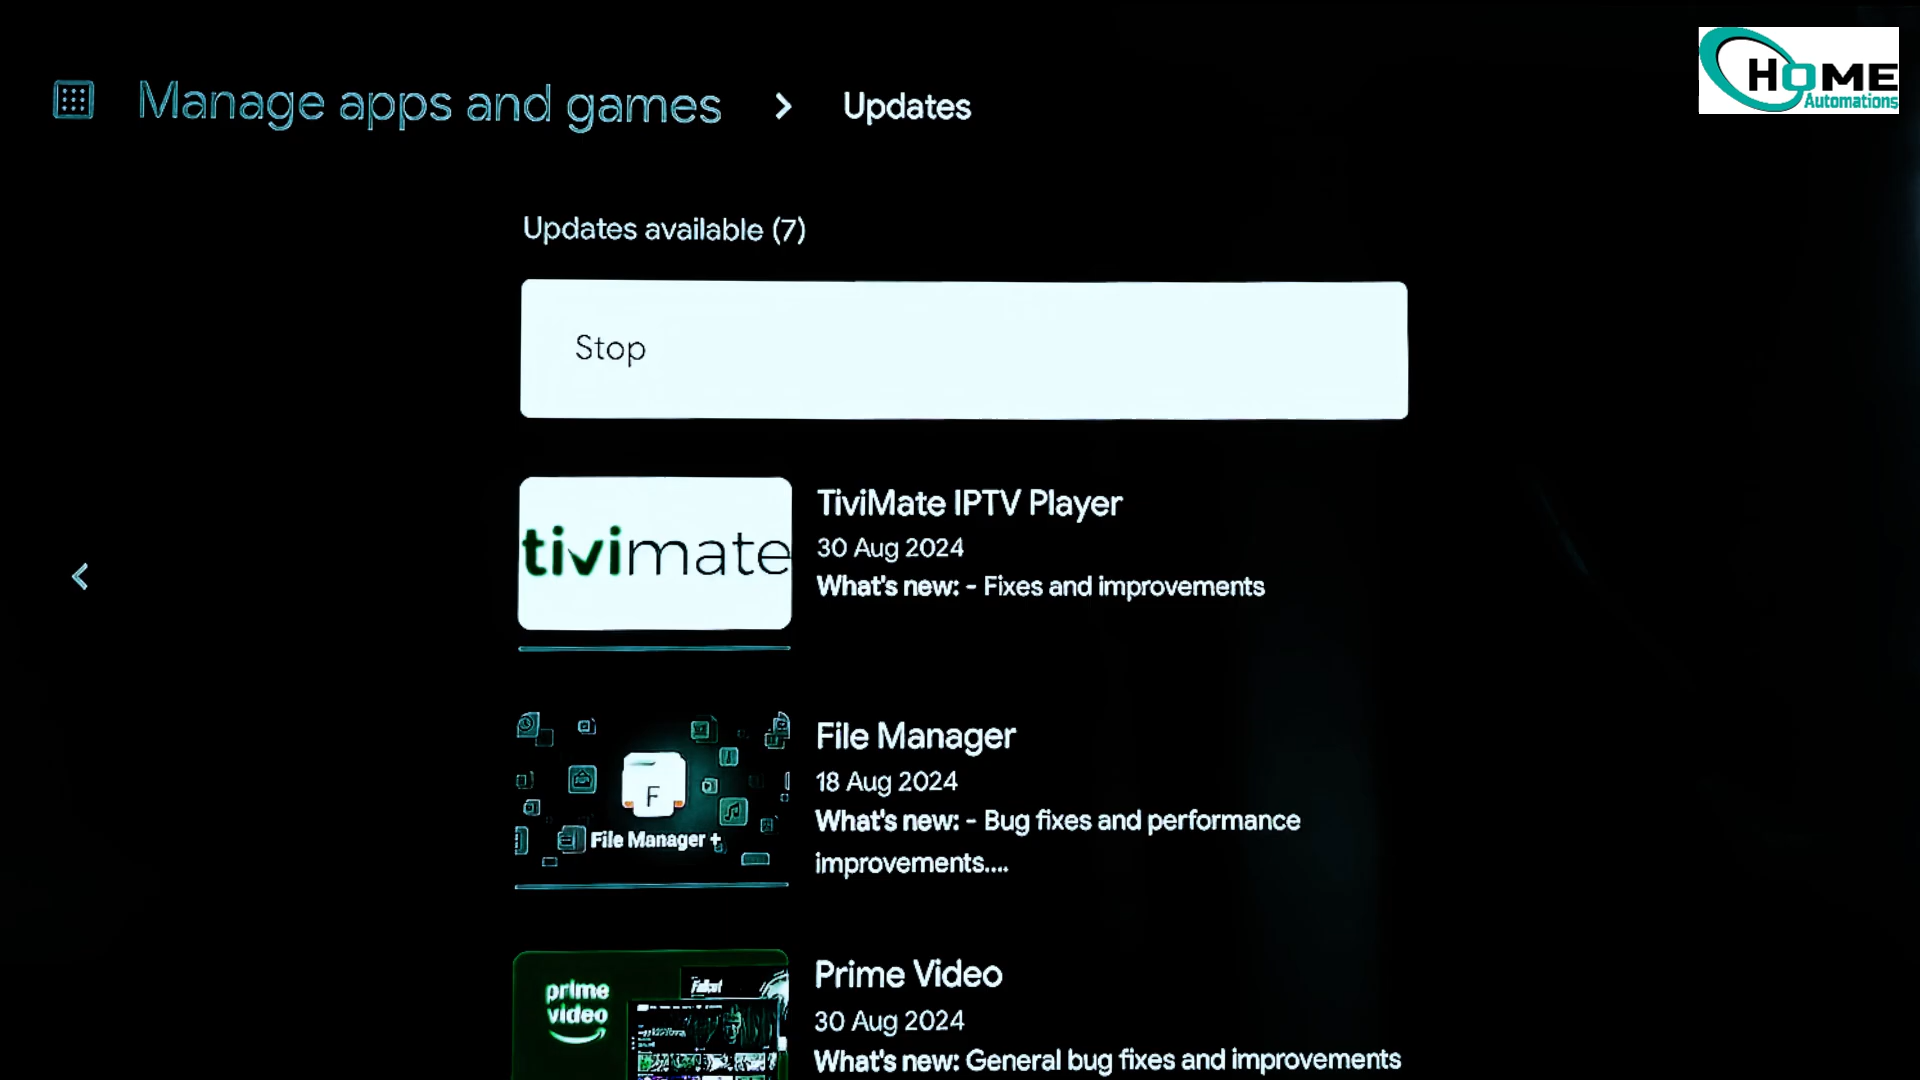 HOME
Automations
Manage apps and games > Updates
Updates available (7)
Stop
tivimate
TiviMate IPTV Player
30 Aug 2024
What's new: - Fixes and improvements
F
File Manager +
File Manager
18 Aug 2024
What's new: - Bug fixes and performance
improvements....
prime
video
Fallout
Prime Video
30 Aug 2024
What's new: General bug fixes and improvements